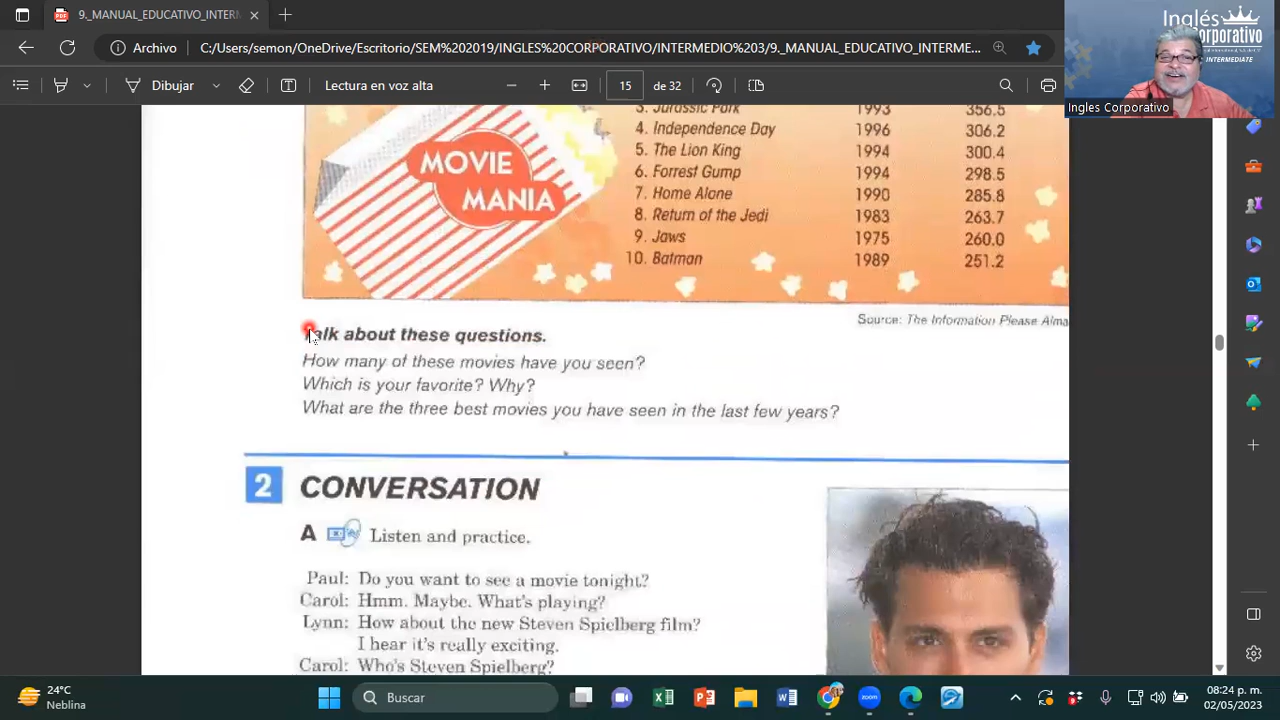 9._MANUAL_EDUCATIVO_INTERM
Archivo
C:/Users/semon/OneDrive/Escritorio/SEM%202019/INGLES%20CORPORATIVO/INTERMEDIO%203/9._MANUAL_EDUCATIVO_INTERME...
Dibujar
Lectura en voz alta
15
de 32
Inglés
Corporativo
INTERMEDIATE
Ingles Corporativo
MOVIE
MANIA
3. Jurassic Park 1993 356.5
4. Independence Day 1996 306.2
5. The Lion King 1994 300.4
6. Forrest Gump 1994 298.5
7. Home Alone 1990 285.8
8. Return of the Jedi 1983 263.7
9. Jaws 1975 260.0
10. Batman 1989 251.2
Source: The Information Please Alma
Talk about these questions.
How many of these movies have you seen?
Which is your favorite? Why?
What are the three best movies you have seen in the last few years?
2 CONVERSATION
A Listen and practice.
Paul: Do you want to see a movie tonight?
Carol: Hmm. Maybe. What's playing?
Lynn: How about the new Steven Spielberg film?
I hear it's really exciting.
Carol: Who's Steven Spielberg?
24°C
Neblina
Buscar
zoom
08:24 p. m.
02/05/2023